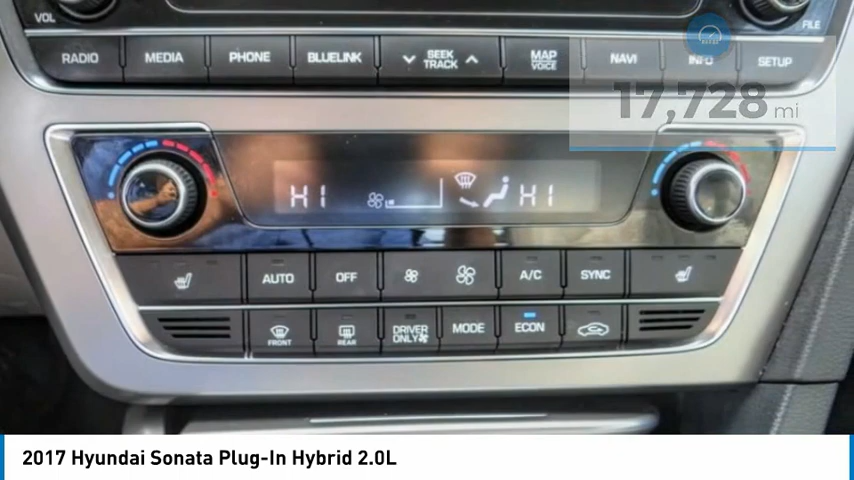 VOL
FILE
RADIO MEDIA PHONE BLUELINK SEEK TRACK MAP VOICE NAVI INFO SETUP
17,728 mi
HI HI
AUTO OFF A/C SYNC
FRONT REAR DRIVER ONLY MODE ECON
2017 Hyundai Sonata Plug-In Hybrid 2.0L